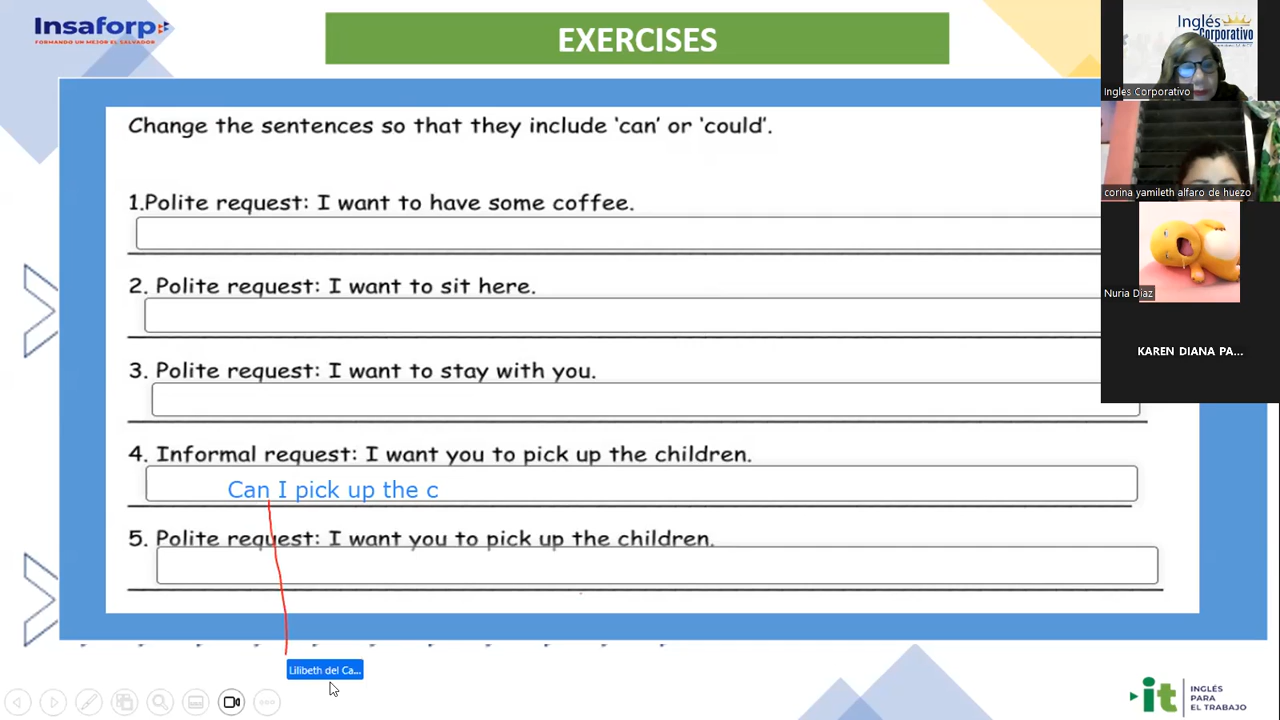 Insaforp
FORMANDO UN MEJOR EL SALVADOR
EXERCISES
Change the sentences so that they include ‘can’ or ‘could’.
1.Polite request: I want to have some coffee.
2. Polite request: I want to sit here.
3. Polite request: I want to stay with you.
4. Informal request: I want you to pick up the children.
Can I pick up the c
5. Polite request: I want you to pick up the children.
Lilibeth del Ca...
Inglés
Corporativo
Ingles Corporativo
corina yamileth alfaro de huezo
Nuria Diaz
KAREN DIANA PA...
it
INGLÉS
PARA
EL TRABAJO